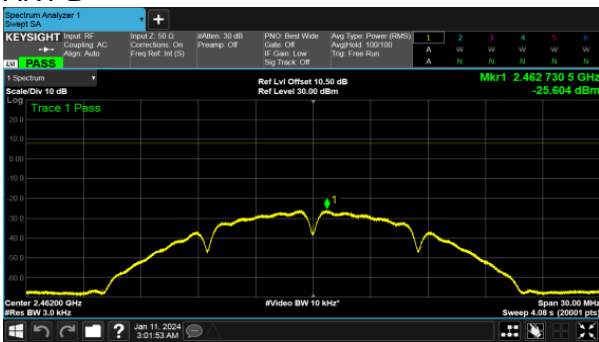 Spectrum Analyzer 1
Swept SA
+
KEYSIGHT Input: RF Input Z: 50 Ω #Atten: 30 dB PNO: Best Wide Avg Type: Power (RMS) 1 2 3 4 5 6
Coupling: AC Corrections: On Preamp: Off Gate: Off Avg|Hold: 100/100 A W W W W W
Align: Auto Freq Ref: Int (S) IF Gain: Low Trig: Free Run
LXI PASS Sig Track: Off A N N N N N
1 Spectrum Ref Lvl Offset 10.50 dB Mkr1 2.462 730 5 GHz
Scale/Div 10 dB Ref Level 30.00 dBm -25.604 dBm
Log Trace 1 Pass
20.0
10.0
0.00
-10.0
-20.0
1
-30.0
-40.0
-50.0
-60.0
Center 2.46200 GHz #Video BW 10 kHz* Span 30.00 MHz
#Res BW 3.0 kHz Sweep 4.08 s (20001 pts)
? Jan 11, 2024
3:01:53 AM